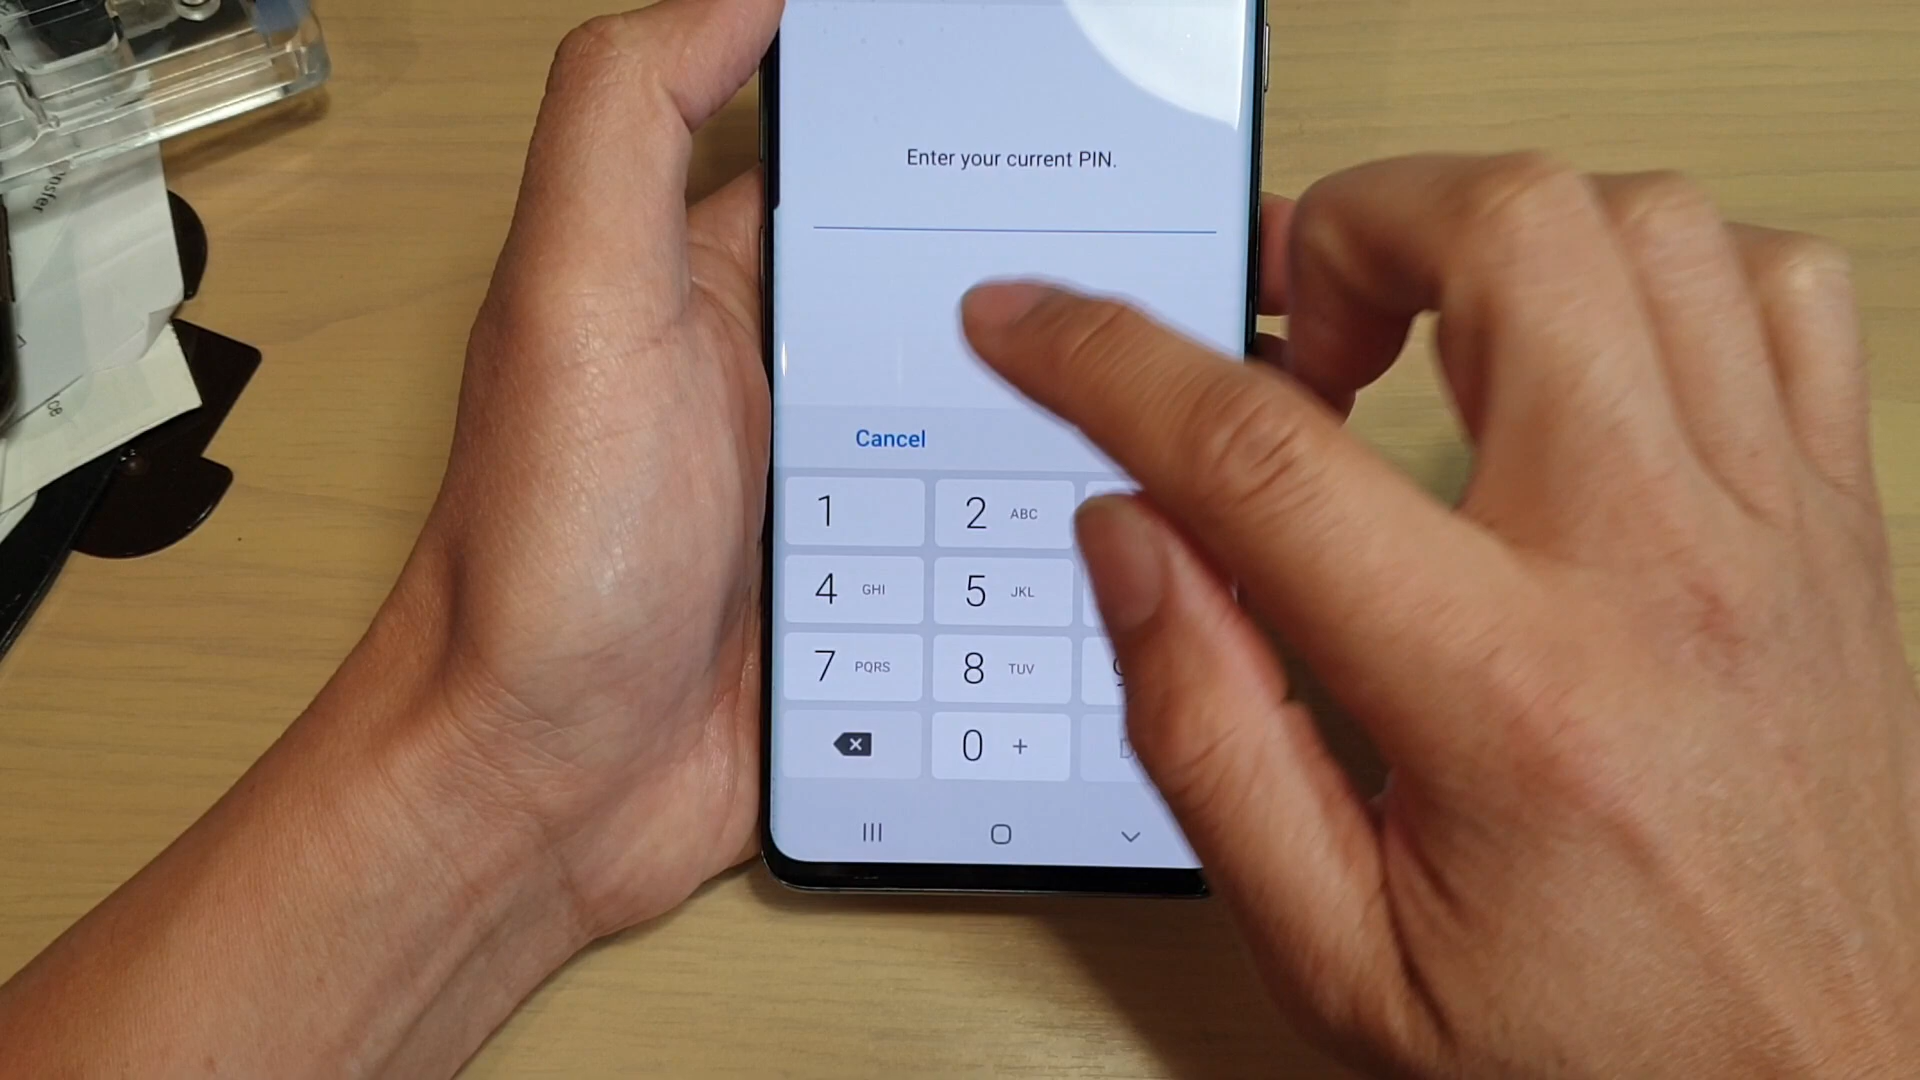 Enter your current PIN.
Cancel
1
2 ABC
4 GHI
5 JKL
7 PQRS
8 TUV
0 +